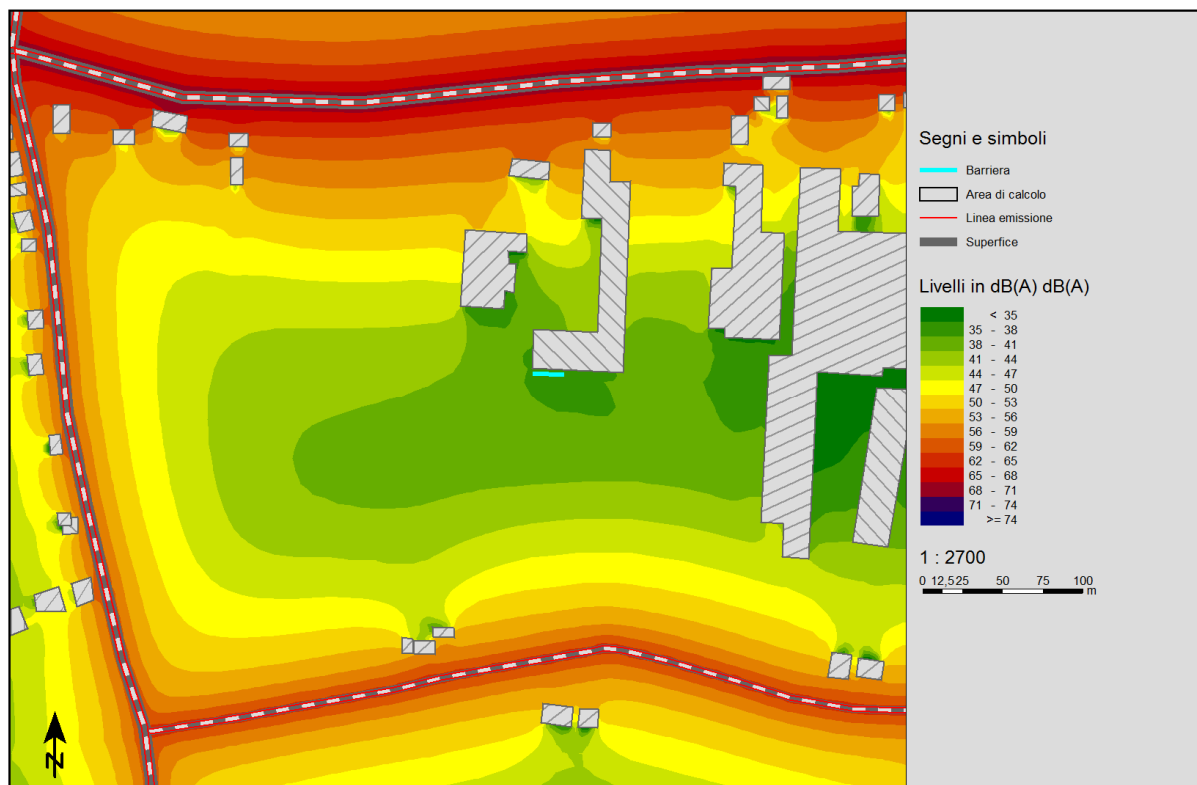 Segni e simboli
Barriera
Area di calcolo
Linea emissione
Superfice
Livelli in dB(A) dB(A)
< 35
35 - 38
38 - 41
41 - 44
44 - 47
47 - 50
50 - 53
53 - 56
56 - 59
59 - 62
62 - 65
65 - 68
68 - 71
71 - 74
>= 74
1 : 2700
0 12,525 50 75 100
m
N